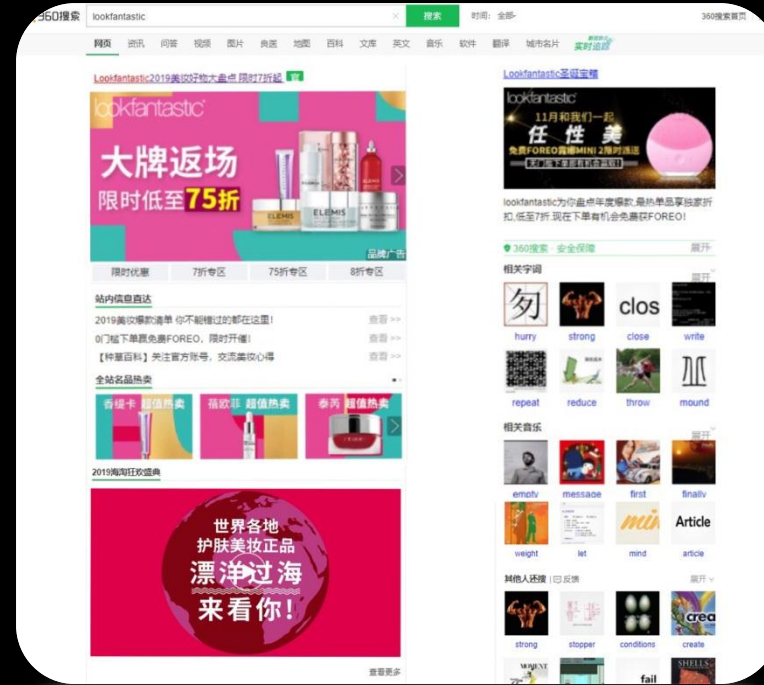 360搜索
lookfantastic
搜索
时间: 全部
360搜索首页
网页 资讯 问答 视频 图片 良医 地图 百科 文库 英文 音乐 软件 翻译 城市名片
实时追踪
Lookfantastic2019美妆好物大盘点 限时7折起 官
lookfantastic
大牌返场
限时低至75折
ELEMIS
ELEMIS
品牌广告
限时优惠 7折专区 75折专区 8折专区
站内信息直达
2019美妆爆款清单 你不能错过的都在这里! 查看 >>
0门槛下单赢免费FOREO，限时开催! 查看 >>
【种草百科】关注官方账号，交流美妆心得 查看 >>
全站名品热卖
香缇卡 超值热卖
蓓欧菲 超值热卖
泰芮 超值热卖
2019海淘狂欢盛典
世界各地
护肤美妆正品
漂洋过海
来看你!
查看更多
Lookfantastic圣诞宝箱
lookfantastic
11月和我们一起
任性美
免费FOREO露娜MINI 2限时派送
lookfantastic为你盘点年度爆款,最热单品享独家折
扣,低至7折.现在下单有机会免费获FOREO!
360搜索 · 安全保障 展开
相关字词
展开
匆
clos
hurry strong close write
repeat reduce throw mound
相关音乐
展开
empty message first finally
min
Article
weight let mind article
其他人还搜 反馈 展开
crea
strong stopper conditions create
MOMENT
fail
SHELLS